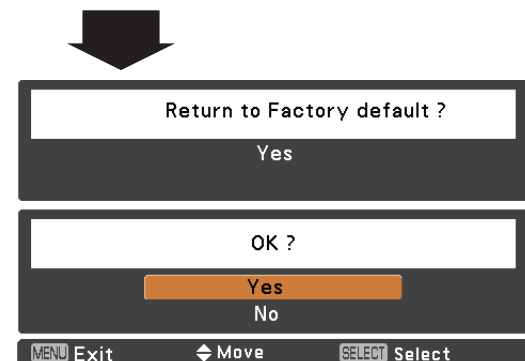 Return to Factory default ?
Yes
OK ?
Yes
No
MENU Exit Move SELECT Select